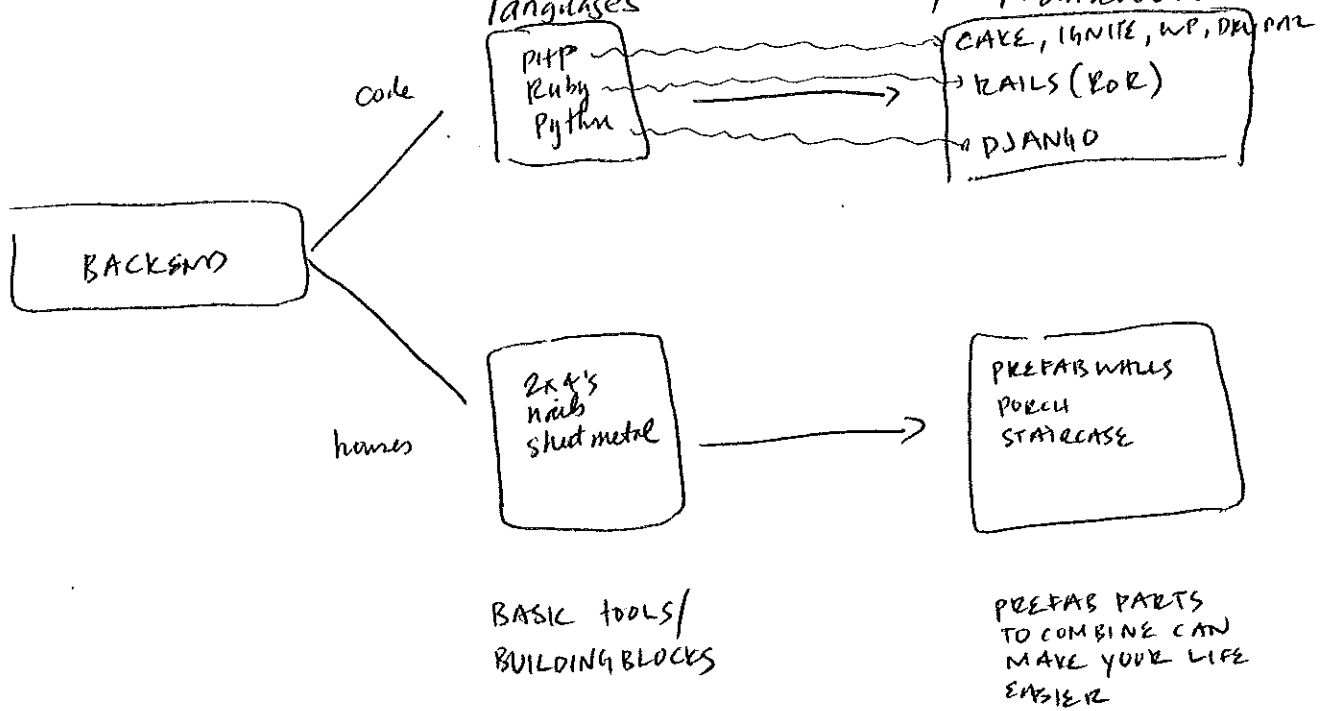 languages
PHP
Ruby
Python
CAKE, IGNITE, WP, DRUPAL
RAILS (ROR)
DJANGO
code
BACKEND
houses
2x4's
nails
sheet metal
PREFAB WALLS
PORCH
STAIRCASE
BASIC tOOLS/
BUILDING BLOCKS
PREFAB PARTS
TO COMBINE CAN
MAKE YOUR LIFE
EASIER